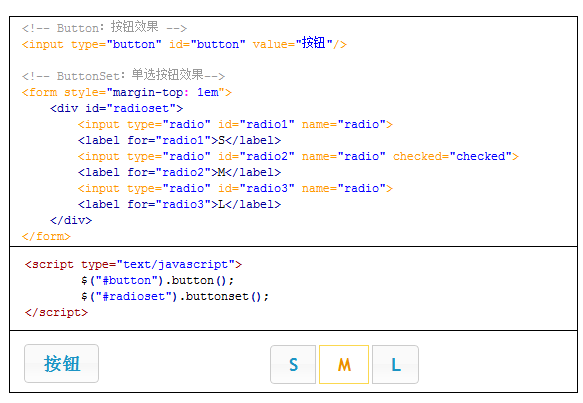 <!-- Button：按钮效果 -->
<input type="button" id="button" value="按钮"/>
<!-- ButtonSet：单选按钮效果-->
<form style="margin-top: 1em">
<div id="radioset">
<input type="radio" id="radio1" name="radio">
<label for="radio1">S</label>
<input type="radio" id="radio2" name="radio" checked="checked">
<label for="radio2">M</label>
<input type="radio" id="radio3" name="radio">
<label for="radio3">L</label>
</div>
</form>
<script type="text/javascript">
$("#button").button();
$("#radioset").buttonset();
</script>
按钮 S M L